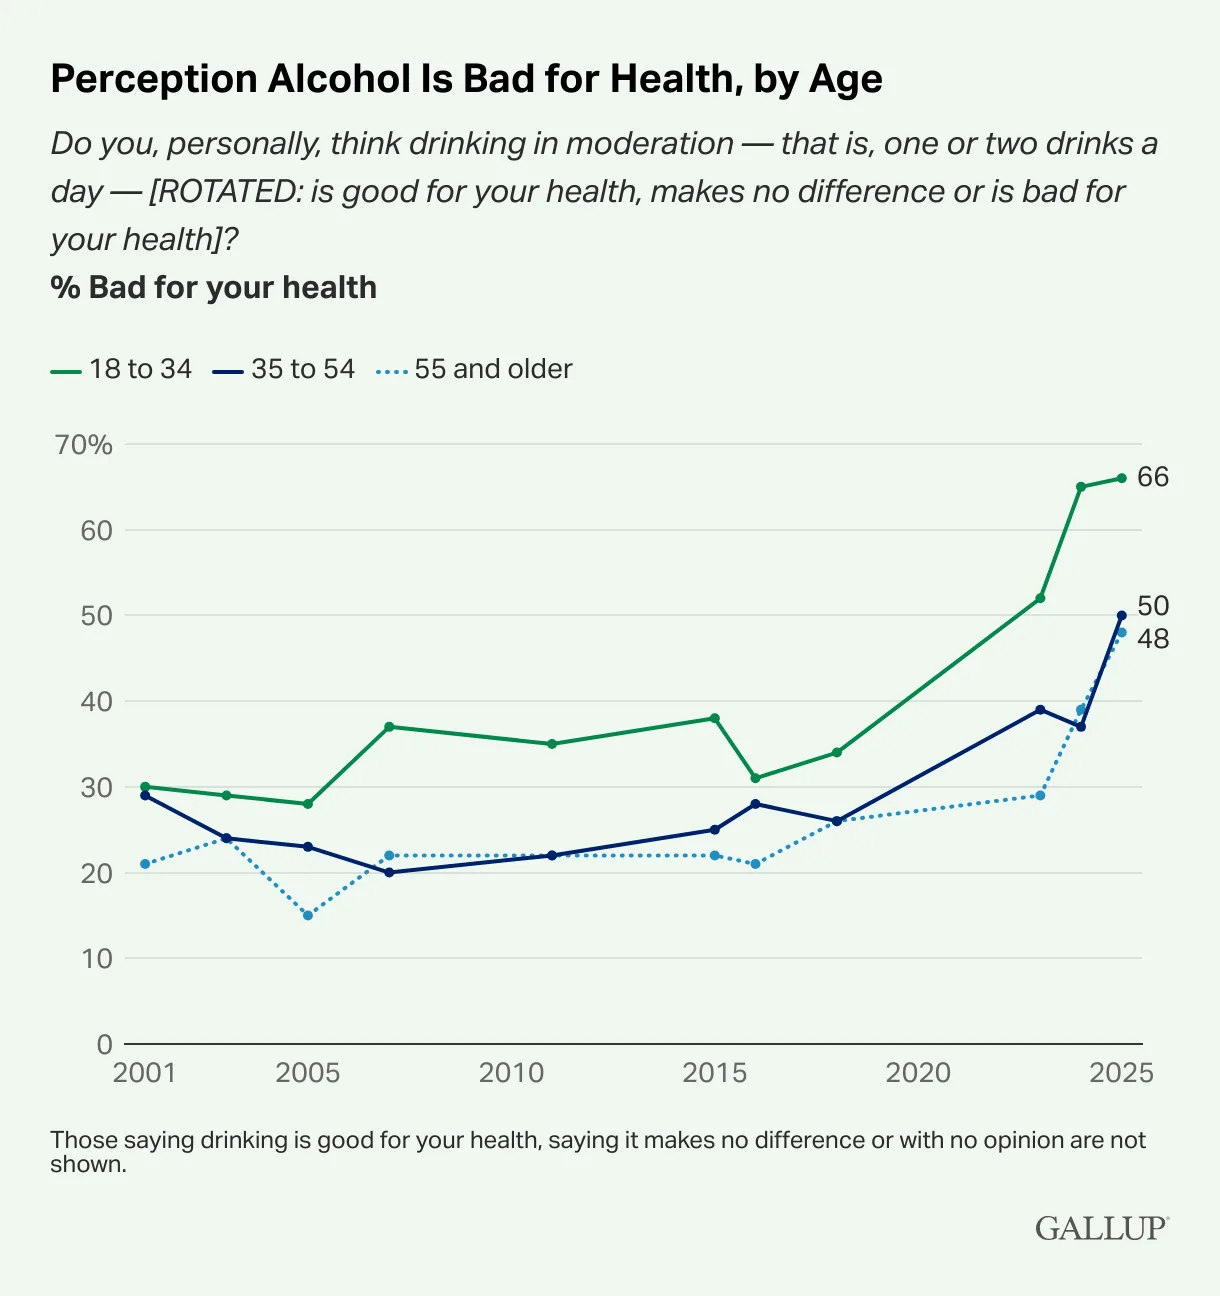 Perception Alcohol Is Bad for Health, by Age
Do you, personally, think drinking in moderation — that is, one or two drinks a
day — [ROTATED: is good for your health, makes no difference or is bad for
your health]?
% Bad for your health
18 to 34 35 to 54 55 and older
70%
66
60
50
50
48
40
30
20
10
0
2001 2005 2010 2015 2020 2025
Those saying drinking is good for your health, saying it makes no difference or with no opinion are not
shown.
GALLUP®